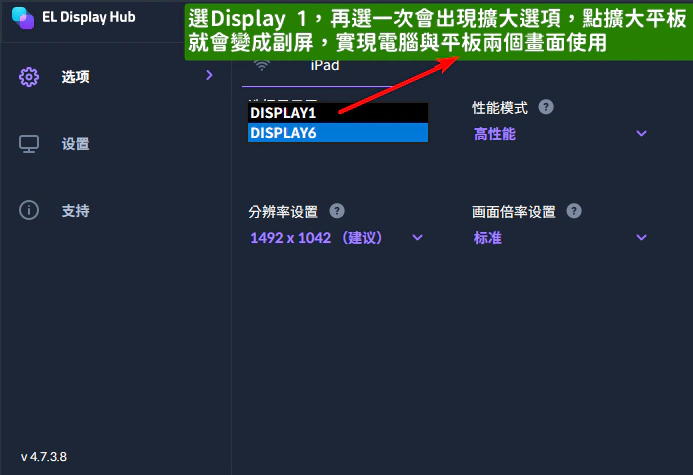 EL Display Hub
選Display 1，再選一次會出現擴大選項，點擴大平板
就會變成副屏，實現電腦與平板兩個畫面使用
iPad
选项
DISPLAY1
DISPLAY6
性能模式 ?
高性能
设置
支持
分辨率设置 ?
1492 x 1042 （建议）
画面倍率设置 ?
标准
v 4.7.3.8